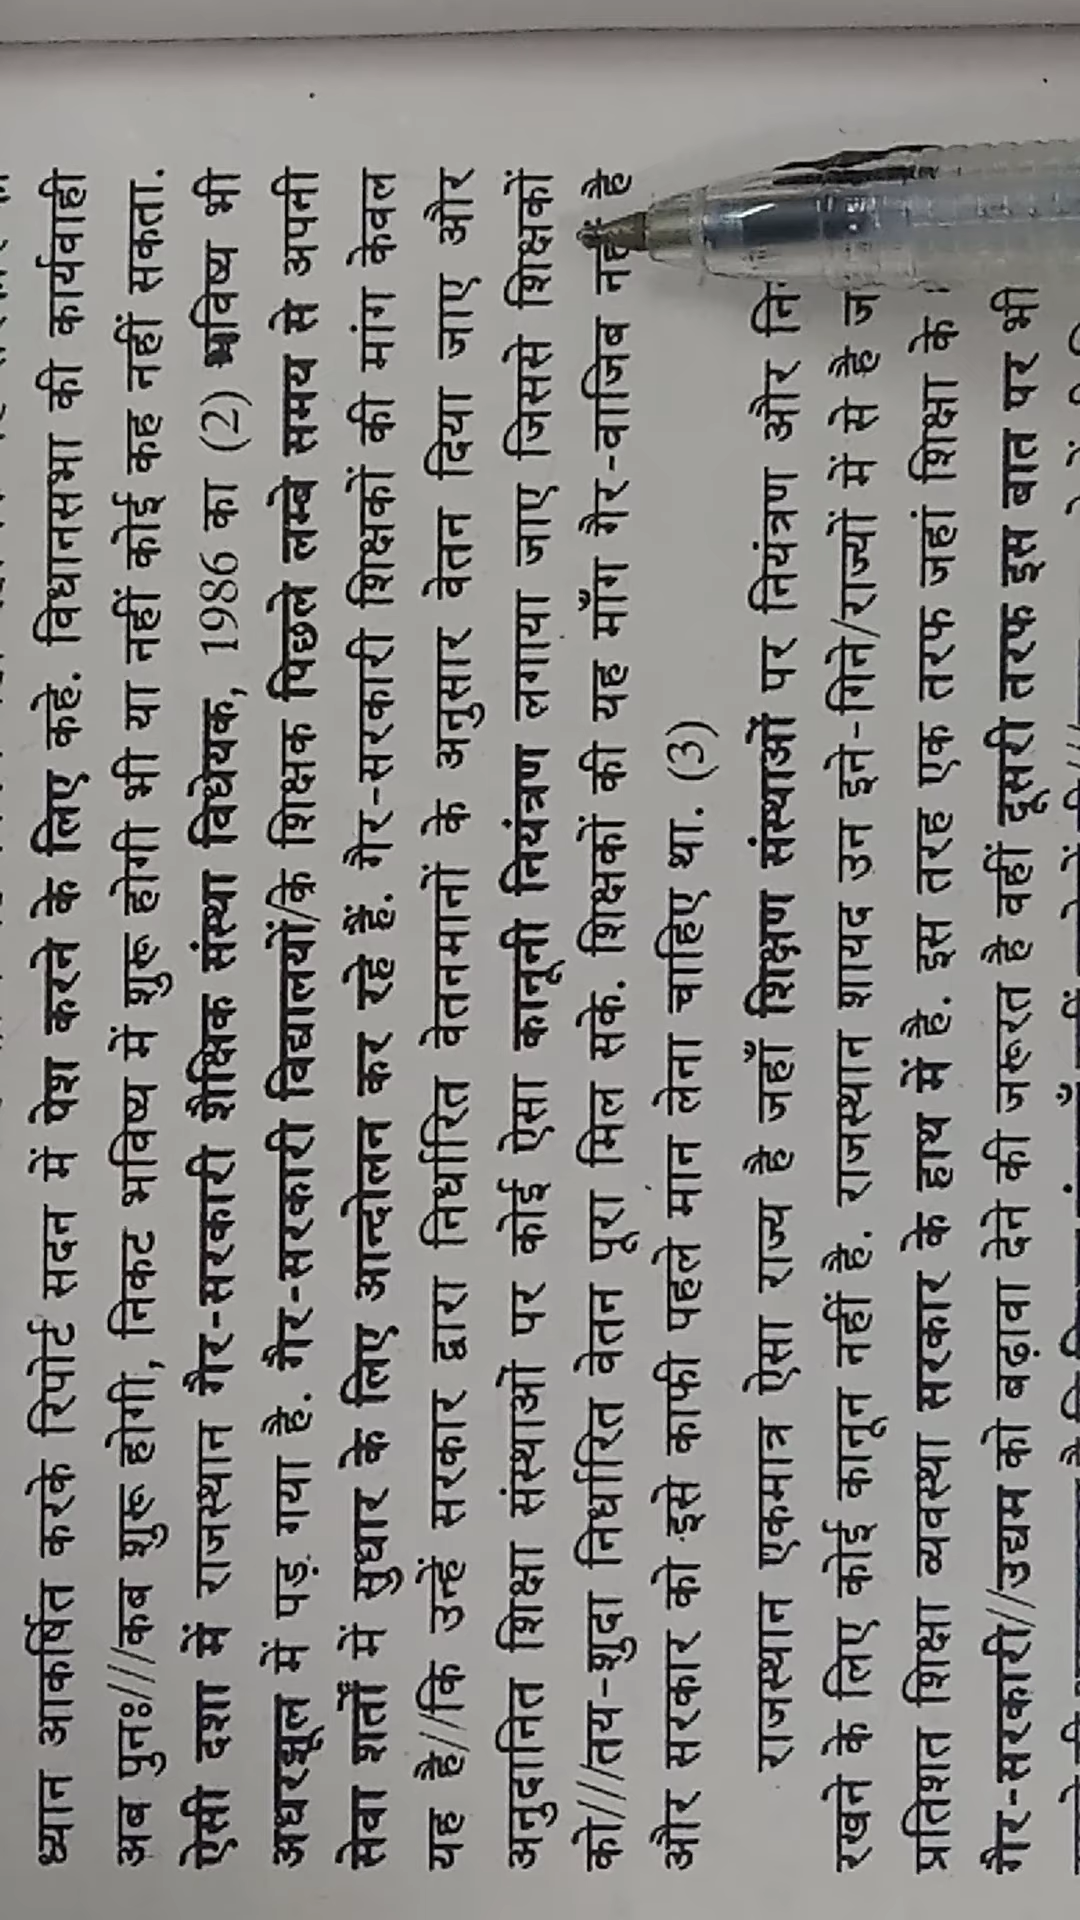 ध्यान आकर्षित करके रिपोर्ट सदन में पेश करने के लिए कहे. विधानसभा की कार्यवाही
अब पुनः///कब शुरू होगी, निकट भविष्य में शुरू होगी भी या नहीं कोई कह नहीं सकता.
ऐसी दशा में राजस्थान गैर-सरकारी शैक्षिक संस्था विधेयक, 1986 का (2) भविष्य भी
अधरझूल में पड़ गया है. गैर-सरकारी विद्यालयों/के शिक्षक पिछले लम्बे समय से अपनी
सेवा शर्तों में सुधार के लिए आन्दोलन कर रहे हैं. गैर-सरकारी शिक्षकों की मांग केवल
यह है//कि उन्हें सरकार द्वारा निर्धारित वेतनमानों के अनुसार वेतन दिया जाए और
अनुदानित शिक्षा संस्थाओं पर कोई ऐसा कानूनी नियंत्रण लगाया जाए जिससे शिक्षकों
को///तय-शुदा निर्धारित वेतन पूरा मिल सके. शिक्षकों की यह माँग गैर-वाजिब है
और सरकार को इसे काफी पहले मान लेना चाहिए था. (3)
राजस्थान एकमात्र ऐसा राज्य है जहाँ शिक्षण संस्थाओं पर नियंत्रण और
रखने के लिए कोई कानून नहीं है. राजस्थान शायद उन इने-गिने/राज्यों में से है
प्रतिशत शिक्षा व्यवस्था सरकार के हाथ में है. इस तरह एक तरफ जहां शिक्षा के
गैर-सरकारी//उद्यम को बढ़ावा देने की जरूरत है वहीं दूसरी तरफ इस बात पर भी